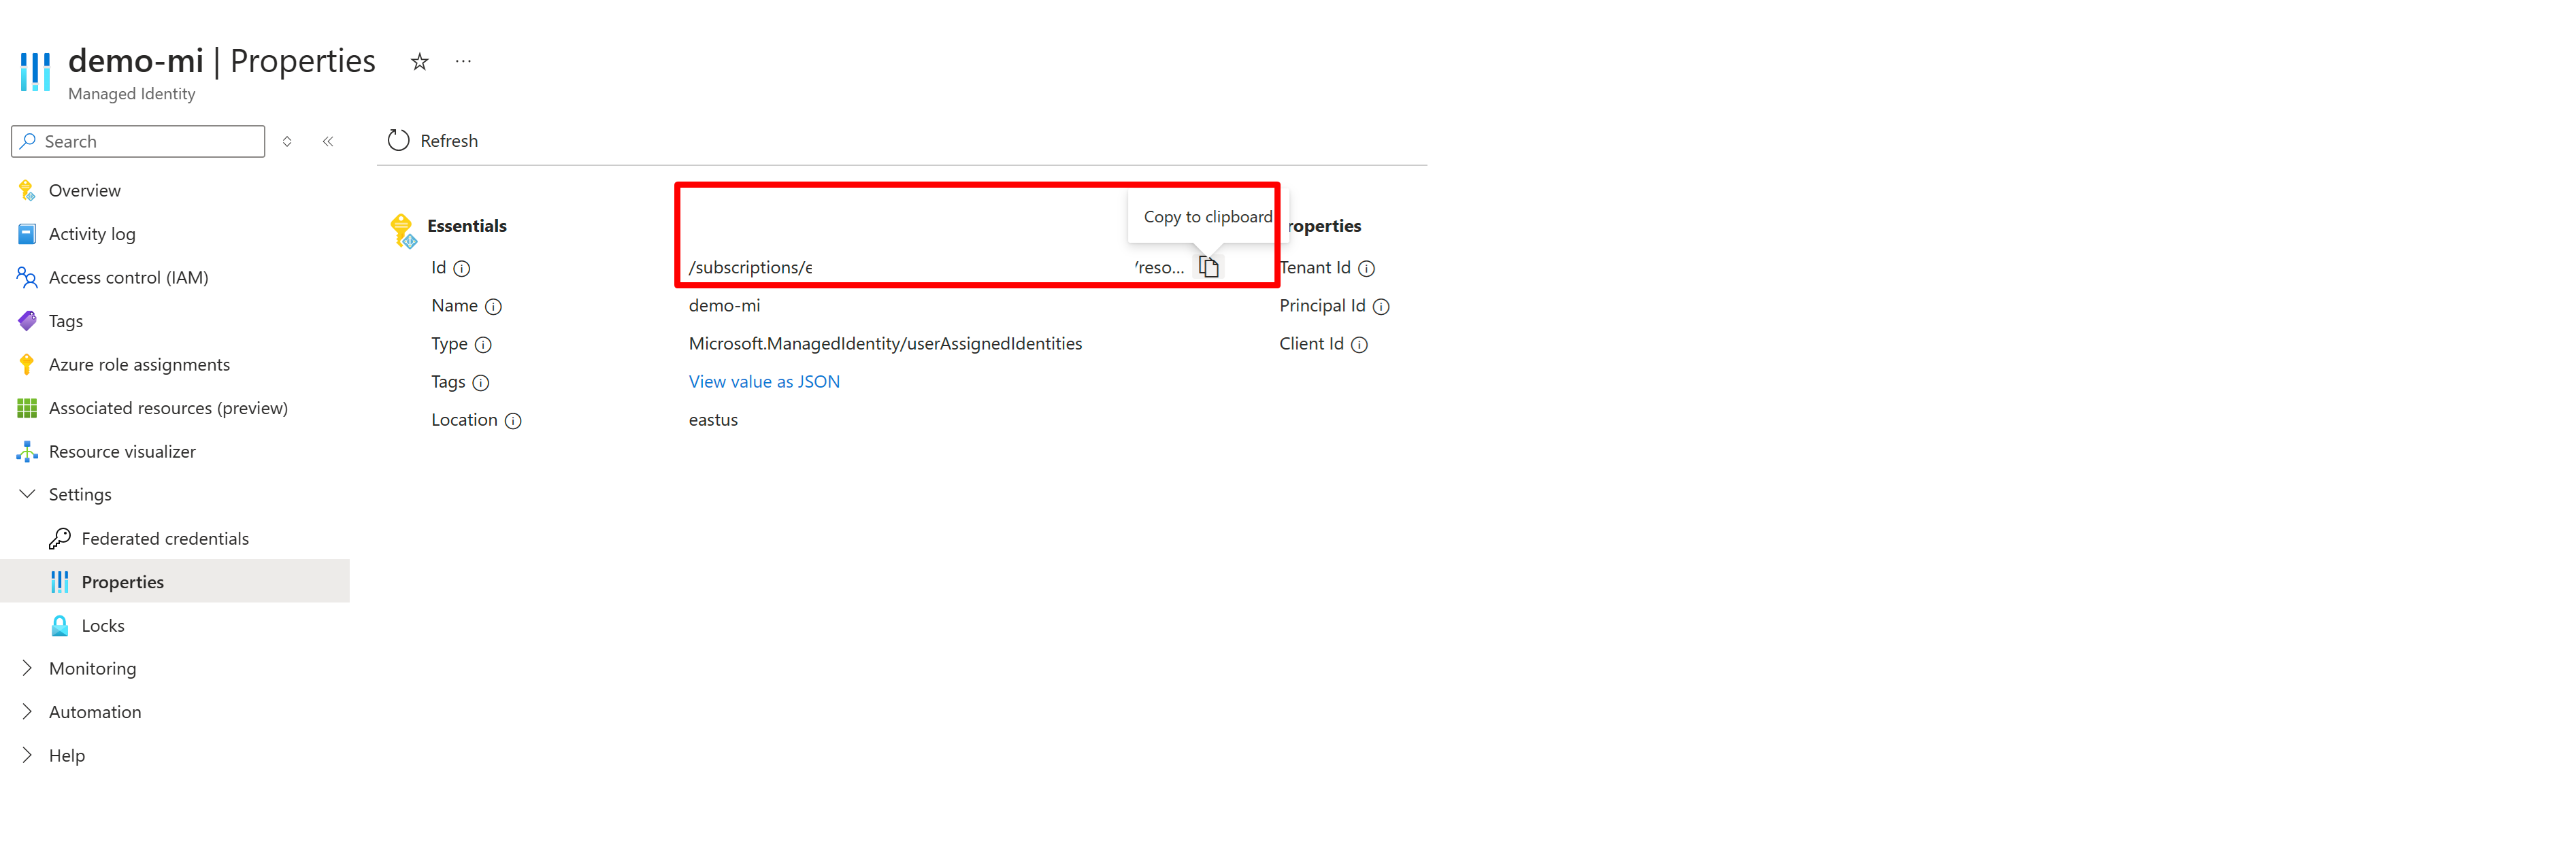 demo-mi | Properties
Managed Identity
Search
Refresh
Overview
Activity log
Access control (IAM)
Tags
Azure role assignments
Associated resources (preview)
Resource visualizer
Settings
Federated credentials
Properties
Locks
Monitoring
Automation
Help
Essentials
Copy to clipboard
Id /subscriptions/e /reso...
Name demo-mi
Type Microsoft.ManagedIdentity/userAssignedIdentities
Tags View value as JSON
Location eastus
roperties
Tenant Id
Principal Id
Client Id